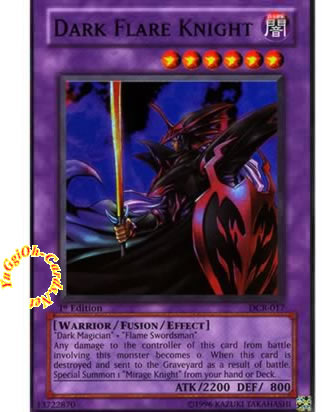 DARK FLARE KNIGHT
闇
YuGgiOh-Cards.Net
1st Edition
DCR-017
[WARRIOR/FUSION/EFFECT]
"Dark Magician" + "Flame Swordsman"
Any damage to the controller of this card from battle
involving this monster becomes 0. When this card is
destroyed and sent to the Graveyard as a result of battle,
Special Summon 1 "Mirage Knight" from your hand or Deck.
ATK/2200 DEF/ 800
13722870
©1996 KAZUKI TAKAHASHI